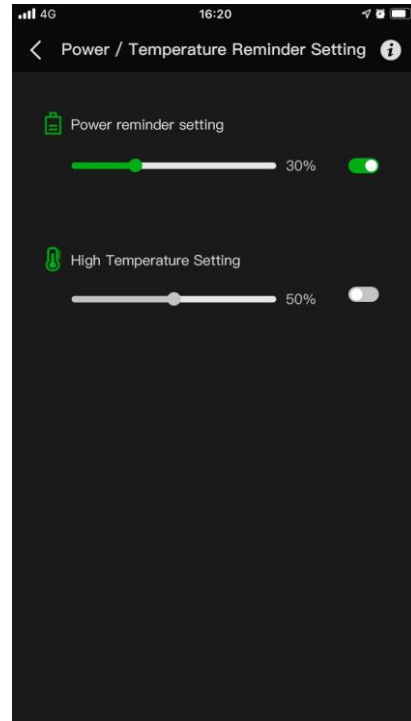 4G 16:20
Power / Temperature Reminder Setting i
Power reminder setting
30%
High Temperature Setting
50%